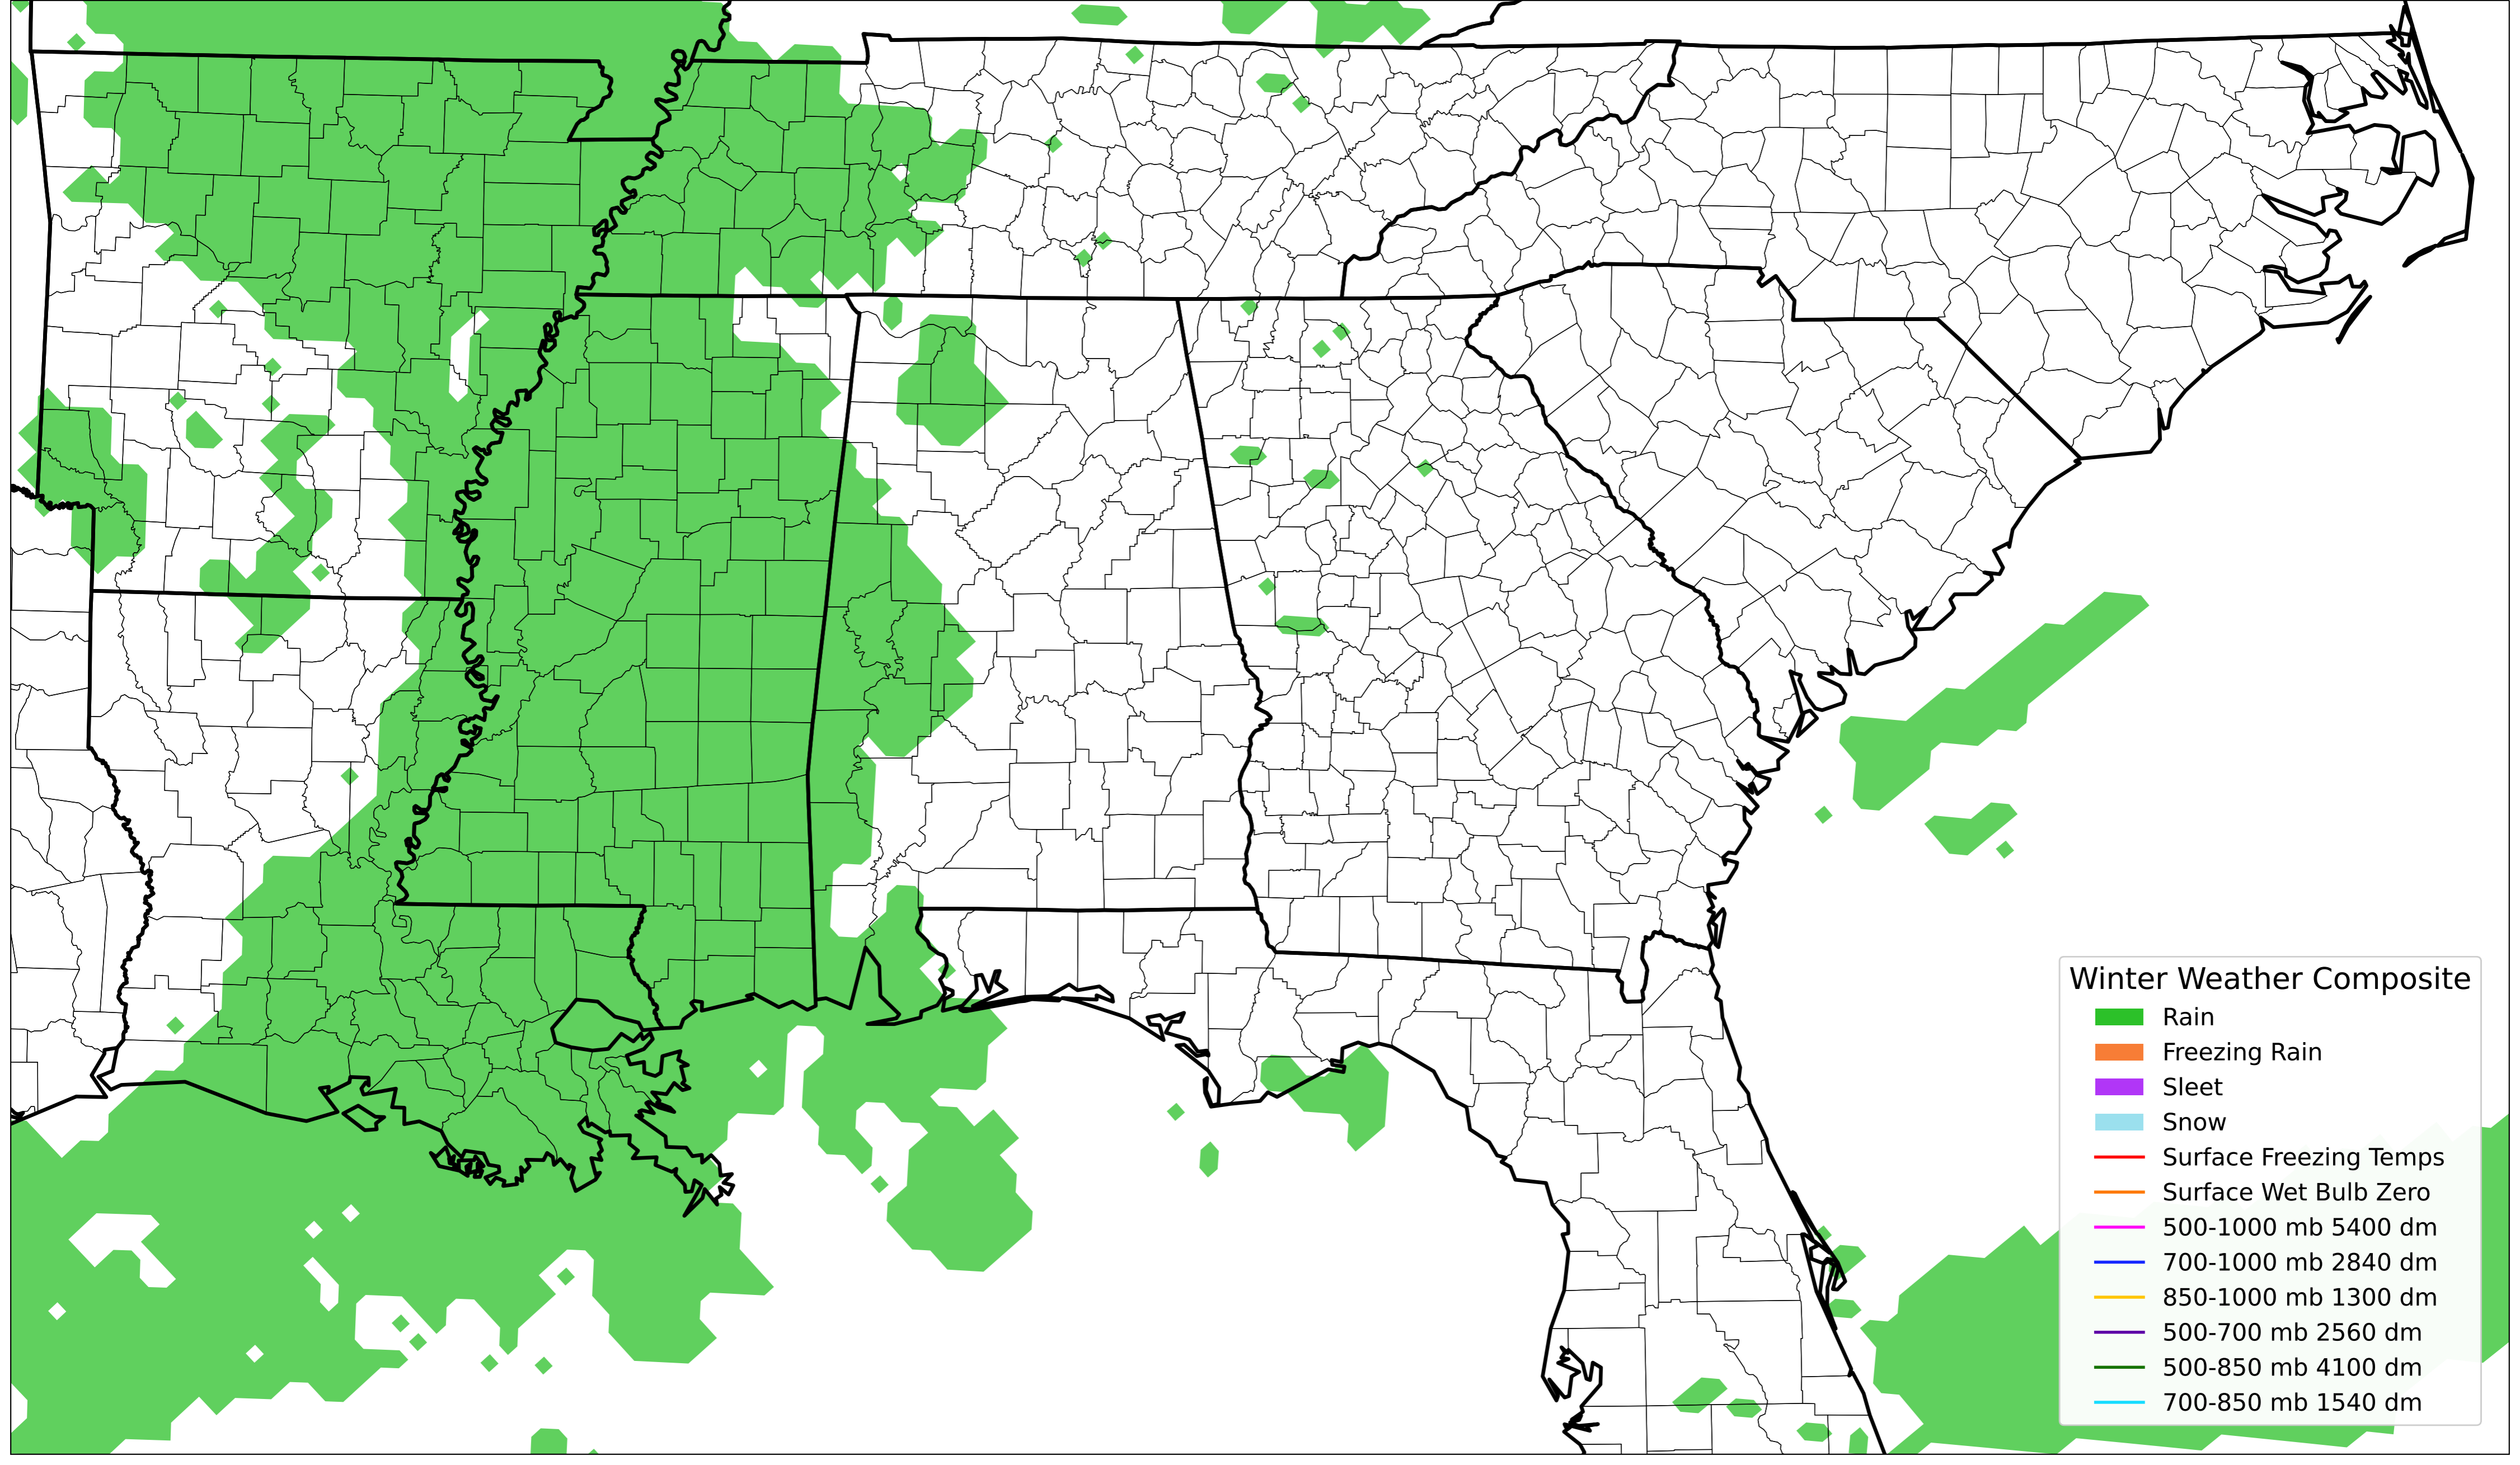 Winter Weather Composite
Rain
Freezing Rain
Sleet
Snow
Surface Freezing Temps
Surface Wet Bulb Zero
500-1000 mb 5400 dm
700-1000 mb 2840 dm
850-1000 mb 1300 dm
500-700 mb 2560 dm
500-850 mb 4100 dm
700-850 mb 1540 dm